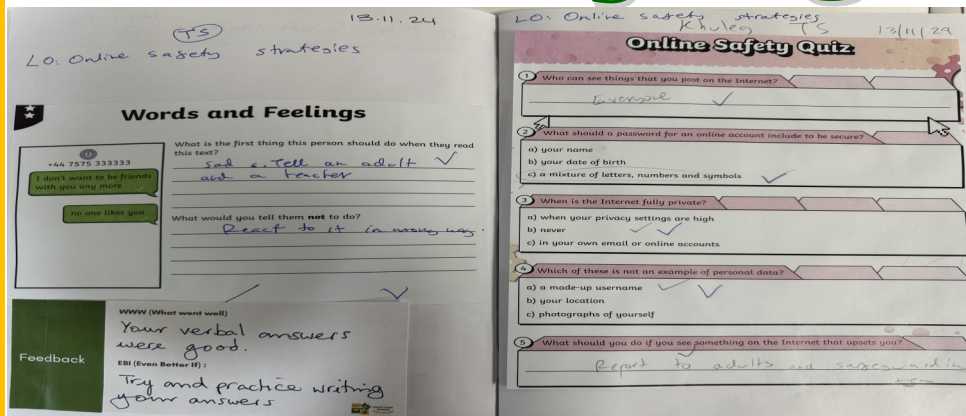 13.11.24
TS
LO: Online safety strategies
Words and Feelings
U
+44 7575 333333
I don't want to be friends
with you any more
no one likes you
What is the first thing this person should do when they read
this text?
Sad . Tell an adult
and a teacher
What would you tell them not to do?
React to it in wrong way.
Feedback
WWW (What went well)
Your verbal answers
were good.
EBI (Even Better If) :
Try and practice writing
your answers
LO: Online safety strategies
TS 13/11/24
Online Safety Quiz
1 Who can see things that you post on the Internet?
2 What should a password for an online account include to be secure?
a) your name
b) your date of birth
c) a mixture of letters, numbers and symbols
3 When is the Internet fully private?
a) when your privacy settings are high
b) never
c) in your own email or online accounts
4 Which of these is not an example of personal data?
a) a made-up username
b) your location
c) photographs of yourself
5 What should you do if you see something on the Internet that upsets you?
Report to adults and